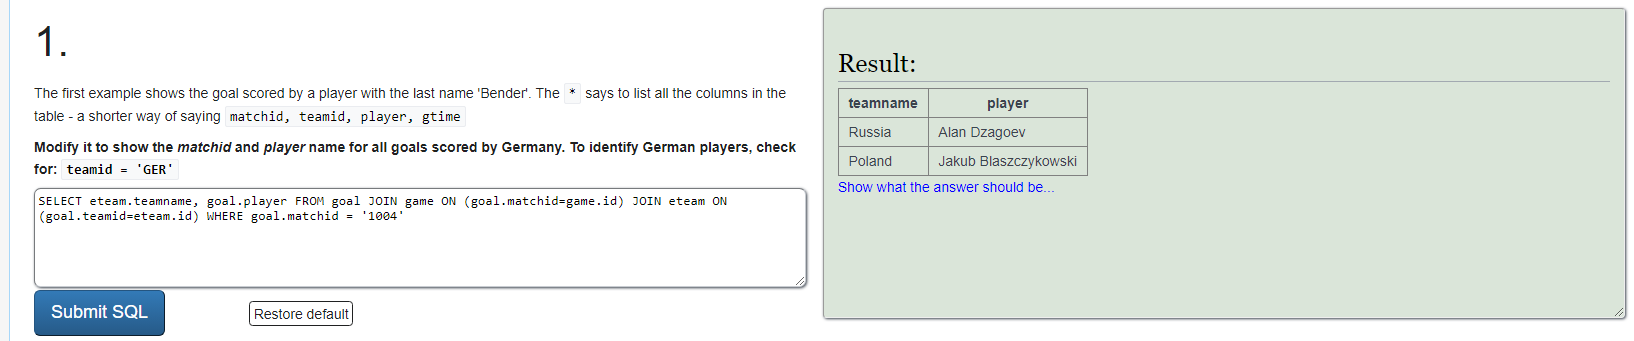 1.
The first example shows the goal scored by a player with the last name 'Bender'. The * says to list all the columns in the
table - a shorter way of saying matchid, teamid, player, gtime
Modify it to show the matchid and player name for all goals scored by Germany. To identify German players, check
for: teamid = 'GER'
SELECT eteam.teamname, goal.player FROM goal JOIN game ON (goal.matchid=game.id) JOIN eteam ON
(goal.teamid=eteam.id) WHERE goal.matchid = '1004'
Submit SQL
Restore default
Result:
teamname player
Russia Alan Dzagoev
Poland Jakub Blaszczykowski
Show what the answer should be...